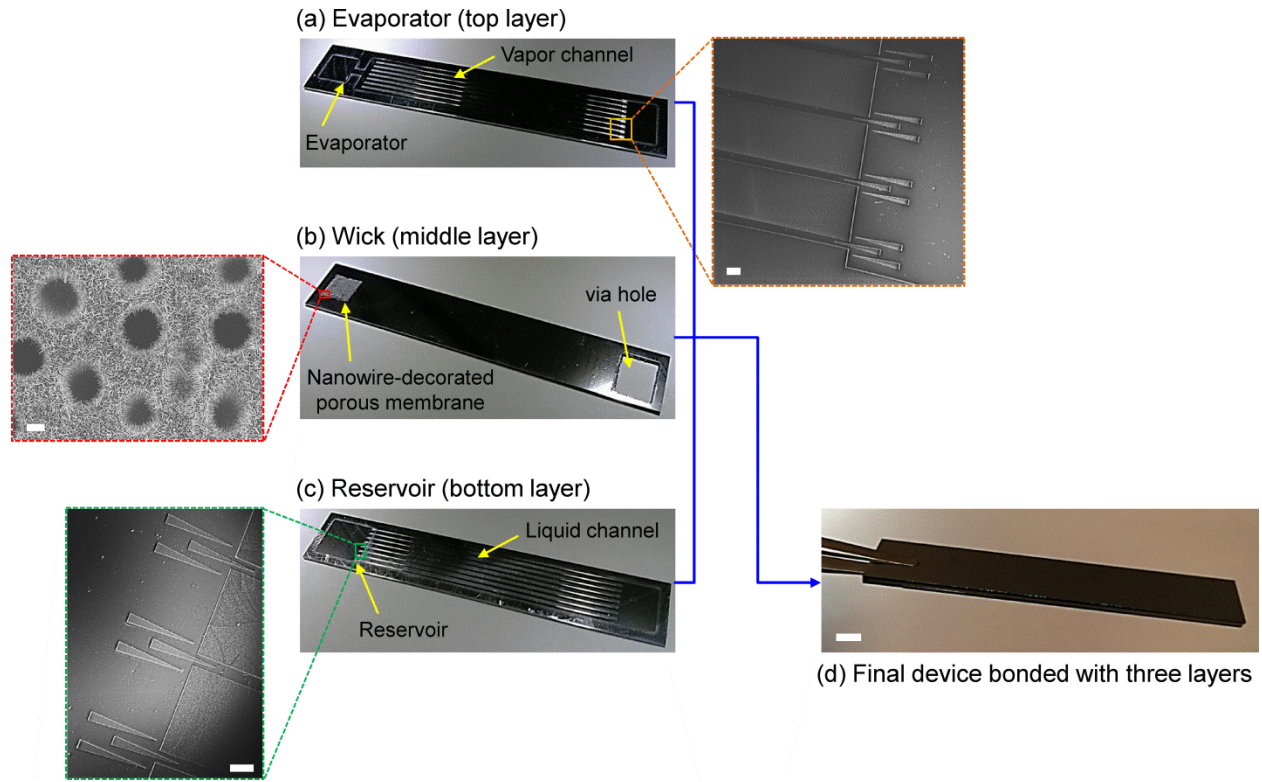 (a) Evaporator (top layer)
Vapor channel
Evaporator
(b) Wick (middle layer)
via hole
Nanowire-decorated
porous membrane
(c) Reservoir (bottom layer)
Liquid channel
Reservoir
(d) Final device bonded with three layers